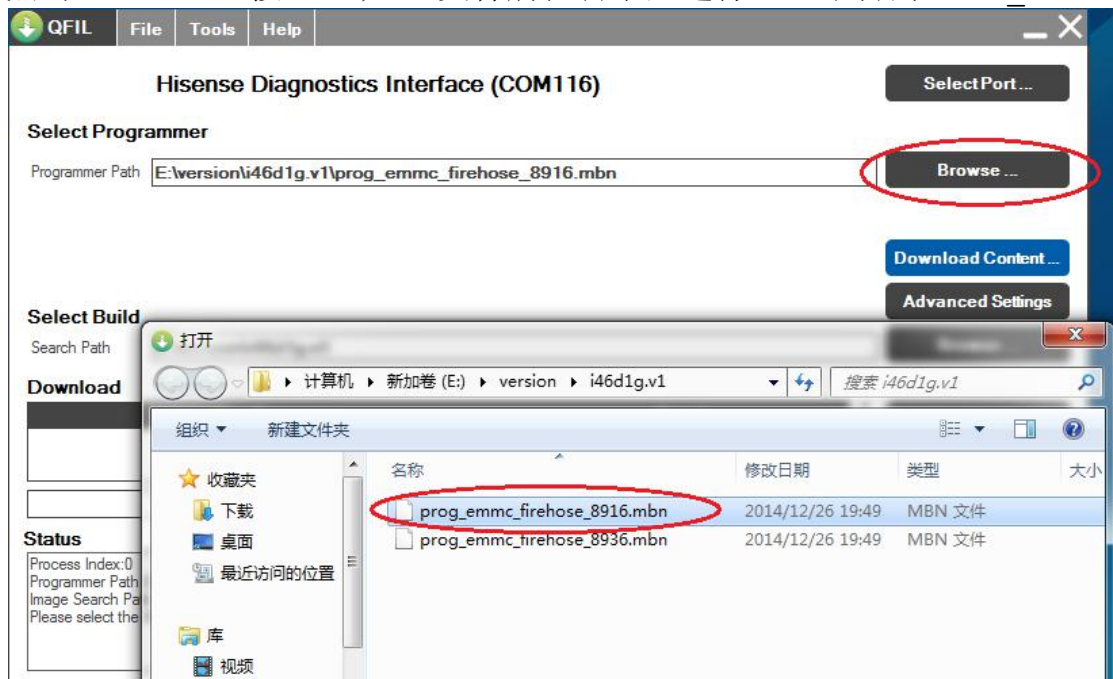 QFIL File Tools Help
Hisense Diagnostics Interface (COM116)
SelectPort ...
Select Programmer
Programmer Path E:\version\i46d1g.v1\prog_emmc_firehose_8916.mbn
Browse ...
Download Content ...
Advanced Settings
Select Build
Search Path
打开
Download
计算机 新加卷 (E:) version i46d1g.v1
搜索 i46d1g.v1
组织 新建文件夹
名称 修改日期 类型 大小
收藏夹
下载
prog_emmc_firehose_8916.mbn 2014/12/26 19:49 MBN 文件
桌面
prog_emmc_firehose_8936.mbn 2014/12/26 19:49 MBN 文件
最近访问的位置
Status
Process Index:0
Programmer Path
Image Search Pa
Please select the
库
视频